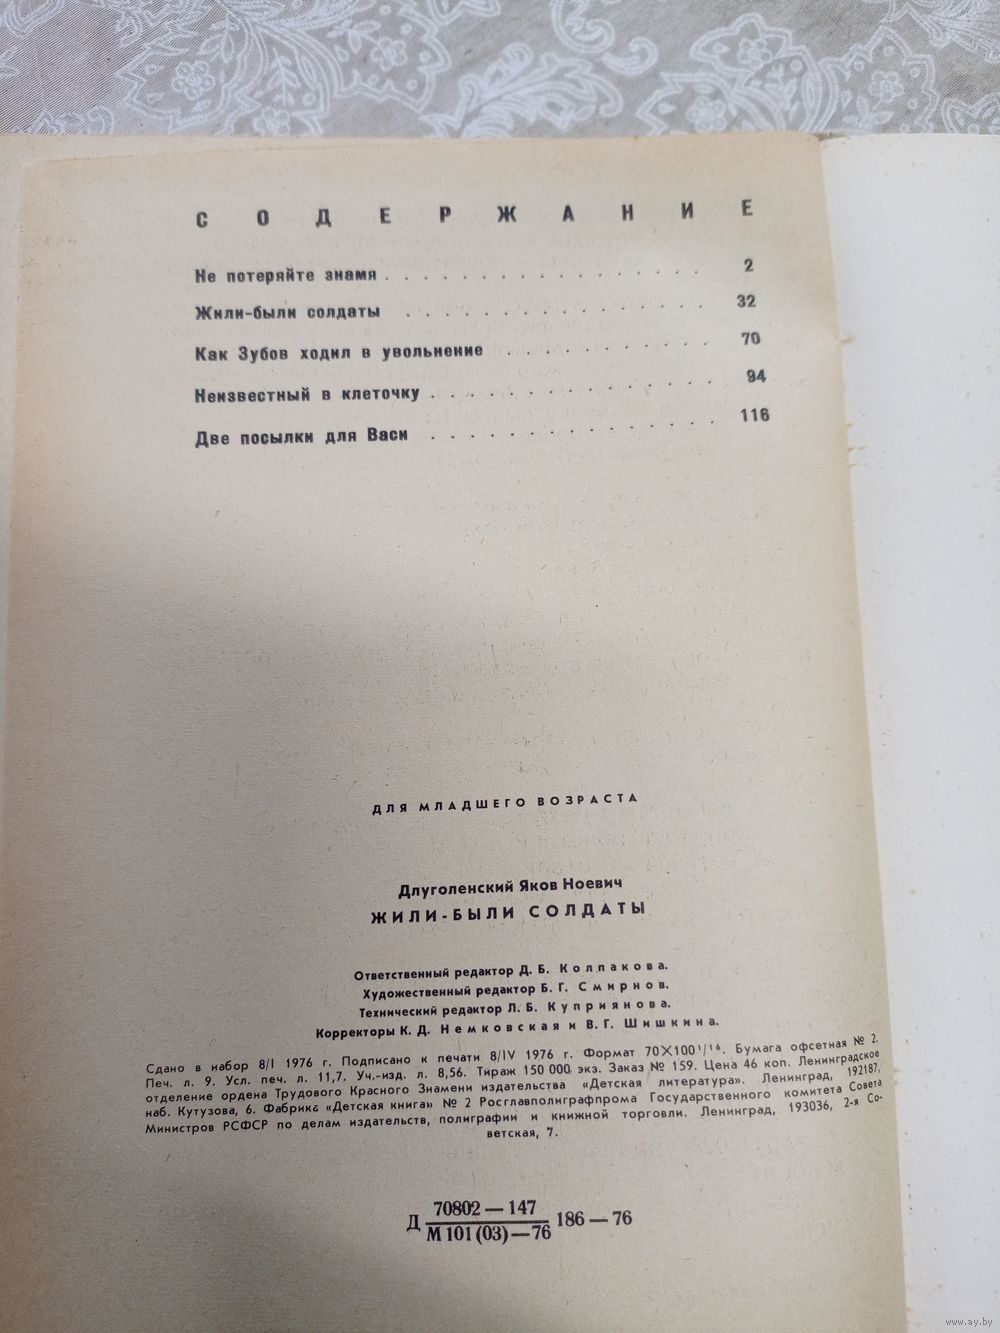 СОДЕРЖАНИЕ
Не потеряйте знамя . . . . . . . . . . . . . . . . . 2
Жили-были солдаты . . . . . . . . . . . . . . . 32
Как Зубов ходил в увольнение . . . . . . . . . . . 70
Неизвестный в клеточку . . . . . . . . . . . . . . 94
Две посылки для Васи . . . . . . . . . . . . . . 116
ДЛЯ МЛАДШЕГО ВОЗРАСТА
Длуголенский Яков Ноевич
ЖИЛИ-БЫЛИ СОЛДАТЫ
Ответственный редактор Д. Б. Колпакова.
Художественный редактор Б. Г. Смирнов.
Технический редактор Л. Б. Куприянова.
Корректоры К. Д. Немковская и В. Г. Шишкина.
Сдано в набор 8/I 1976 г. Подписано к печати 8/IV 1976 г. Формат 70×100 1/16. Бумага офсетная № 2.
Печ. л. 9. Усл. печ. л. 11,7. Уч.-изд. л. 8,56. Тираж 150 000 экз. Заказ № 159. Цена 46 коп. Ленинградское
отделение ордена Трудового Красного Знамени издательства «Детская литература». Ленинград, 192187,
наб. Кутузова, 6. Фабрика «Детская книга» № 2 Росглавполиграфпрома Государственного комитета Совета
Министров РСФСР по делам издательств, полиграфии и книжной торговли. Ленинград, 193036, 2-я Со-
ветская, 7.
Д 70802—147
М 101(03)—76 186—76
www.ay.by